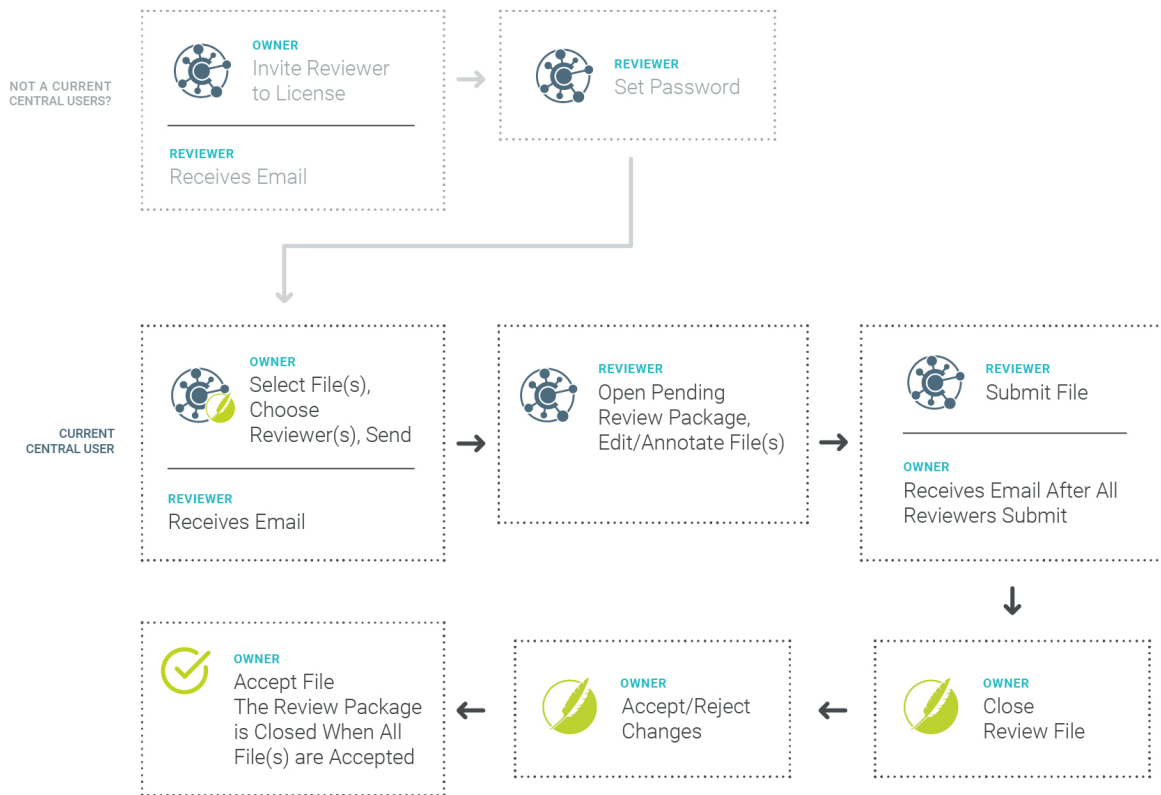 NOT A CURRENT
CENTRAL USERS?
OWNER
Invite Reviewer
to License
REVIEWER
Receives Email
REVIEWER
Set Password
CURRENT
CENTRAL USER
OWNER
Select File(s),
Choose
Reviewer(s), Send
REVIEWER
Receives Email
REVIEWER
Open Pending
Review Package,
Edit/Annotate File(s)
REVIEWER
Submit File
OWNER
Receives Email After All
Reviewers Submit
OWNER
Close
Review File
OWNER
Accept/Reject
Changes
OWNER
Accept File
The Review Package
is Closed When All
File(s) are Accepted